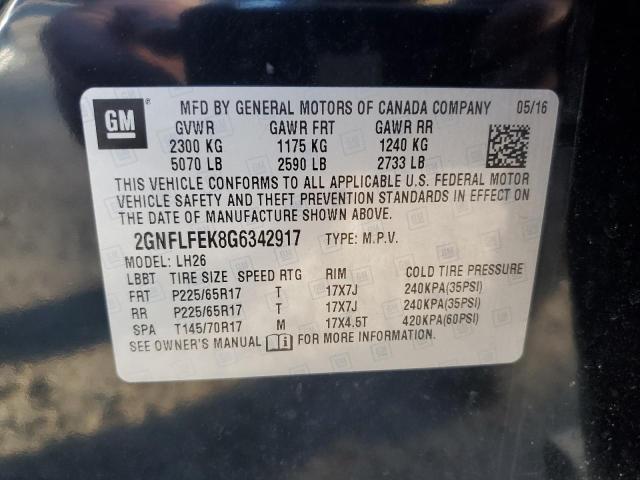 GM ® MFD BY GENERAL MOTORS OF CANADA COMPANY 05/16
GVWR GAWR FRT GAWR RR
2300 KG 1175 KG 1240 KG
5070 LB 2590 LB 2733 LB
THIS VEHICLE CONFORMS TO ALL APPLICABLE U.S. FEDERAL MOTOR
VEHICLE SAFETY AND THEFT PREVENTION STANDARDS IN EFFECT ON
THE DATE OF MANUFACTURE SHOWN ABOVE.
2GNFLFEK8G6342917 TYPE: M.P.V.
MODEL: LH26
LBBT TIRE SIZE SPEED RTG RIM COLD TIRE PRESSURE
FRT P225/65R17 T 17X7J 240KPA(35PSI)
RR P225/65R17 T 17X7J 240KPA(35PSI)
SPA T145/70R17 M 17X4.5T 420KPA(60PSI)
SEE OWNER'S MANUAL FOR MORE INFORMATION.